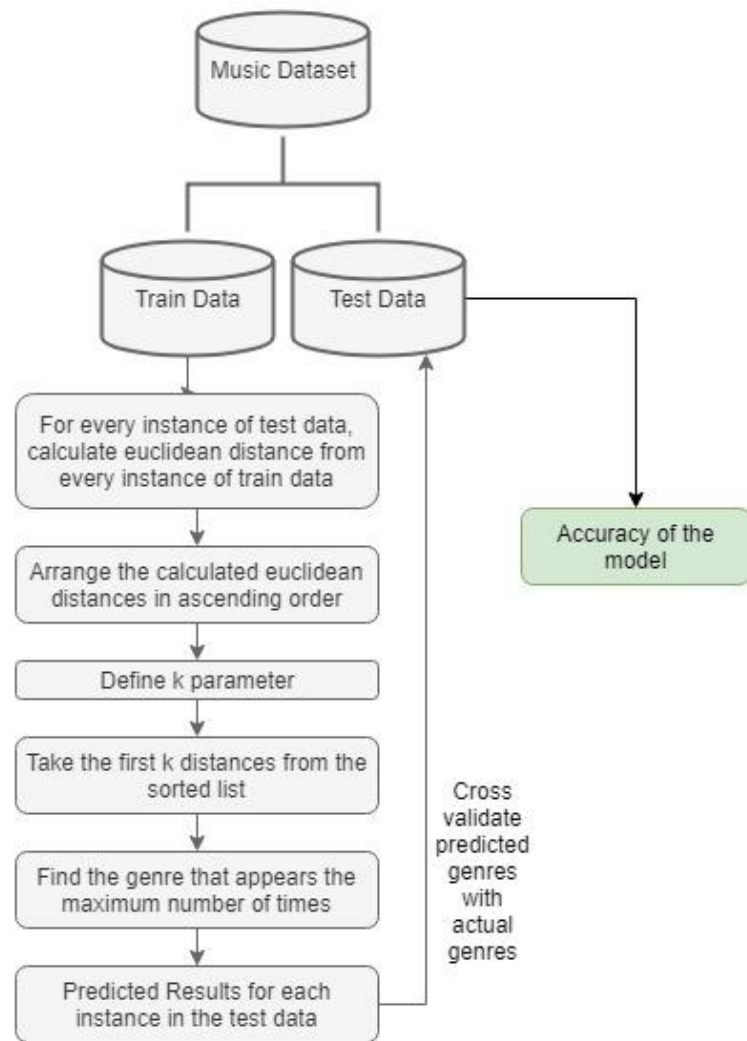 Music Dataset
Train Data
Test Data
For every instance of test data,
calculate euclidean distance from
every instance of train data
Accuracy of the
model
Arrange the calculated euclidean
distances in ascending order
Define k parameter
Take the first k distances from the
sorted list
Cross
validate
predicted
genres
with
actual
genres
Find the genre that appears the
maximum number of times
Predicted Results for each
instance in the test data